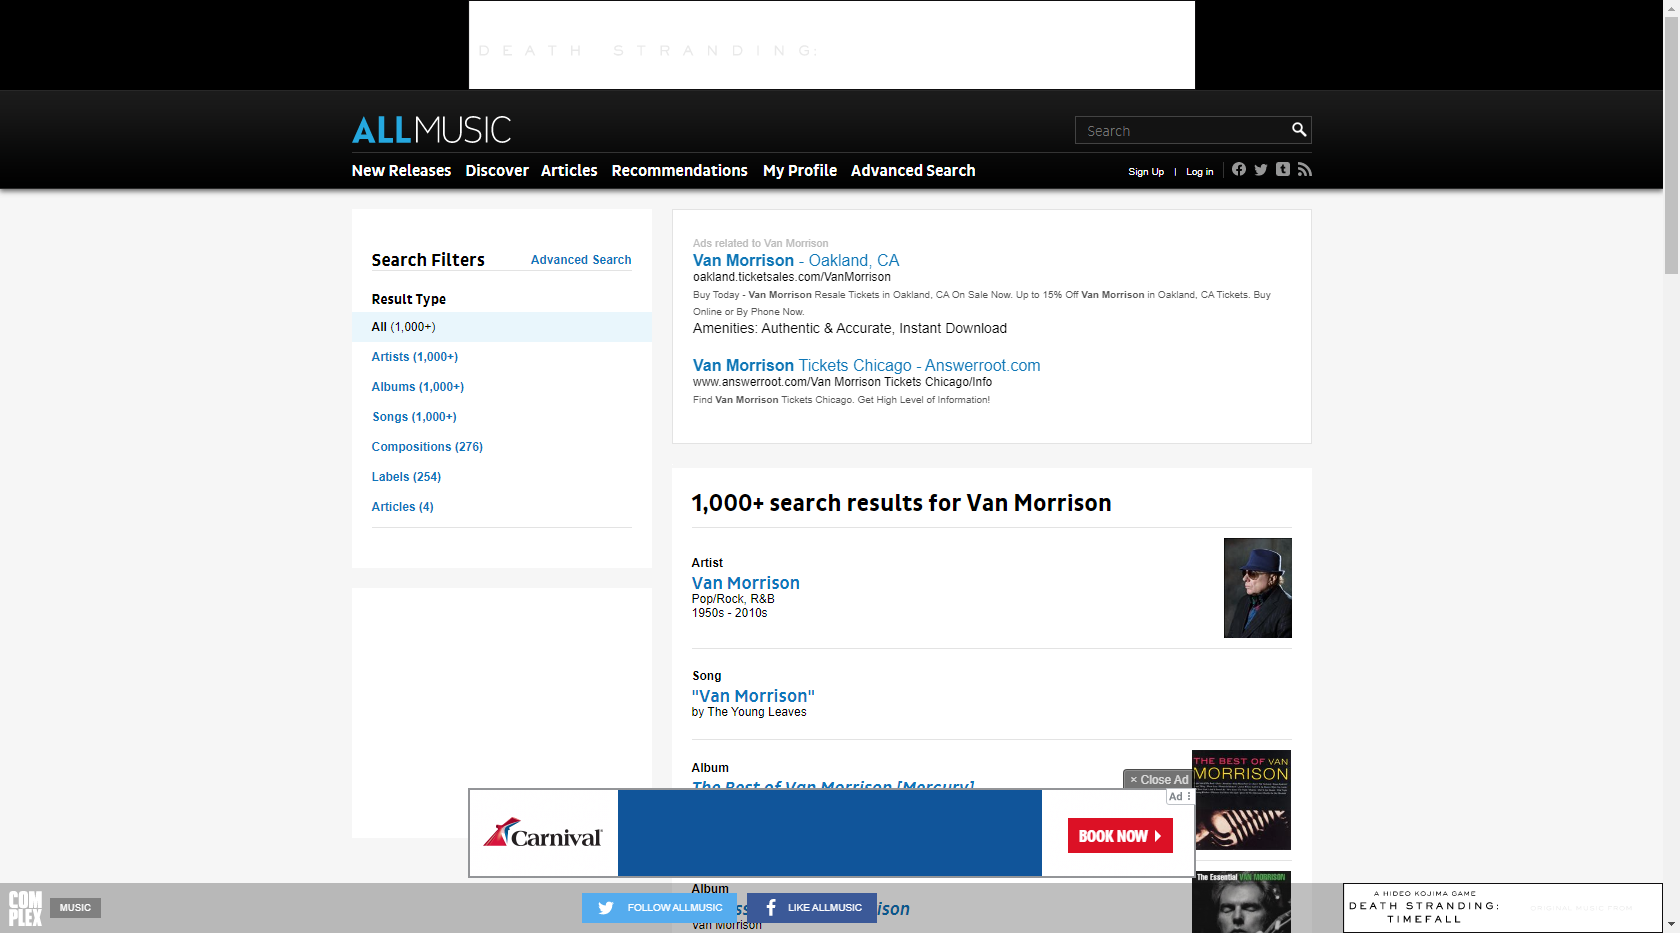 DEATH STRANDING:
ALLMUSIC
Search
New Releases Discover Articles Recommendations My Profile Advanced Search
Sign Up | Log in
Search Filters
Advanced Search
Result Type
All (1,000+)
Artists (1,000+)
Albums (1,000+)
Songs (1,000+)
Compositions (276)
Labels (254)
Articles (4)
Ads related to Van Morrison
Van Morrison - Oakland, CA
oakland.ticketsales.com/VanMorrison
Buy Today - Van Morrison Resale Tickets in Oakland, CA On Sale Now. Up to 15% Off Van Morrison in Oakland, CA Tickets. Buy
Online or By Phone Now.
Amenities: Authentic & Accurate, Instant Download
Van Morrison Tickets Chicago - Answerroot.com
www.answerroot.com/Van Morrison Tickets Chicago/Info
Find Van Morrison Tickets Chicago. Get High Level of Information!
1,000+ search results for Van Morrison
Artist
Van Morrison
Pop/Rock, R&B
1950s - 2010s
Song
"Van Morrison"
by The Young Leaves
Album
The Best of Van Morrison [Mercury]
THE BEST OF VAN
MORRISON
× Close Ad
Ad
Carnival
BOOK NOW
Album
rison
Van Morrison
The Essential VAN MORRISON
COM
PLEX
MUSIC
FOLLOW ALLMUSIC
LIKE ALLMUSIC
A HIDEO KOJIMA GAME
DEATH STRANDING:
TIMEFALL
ORIGINAL MUSIC FROM